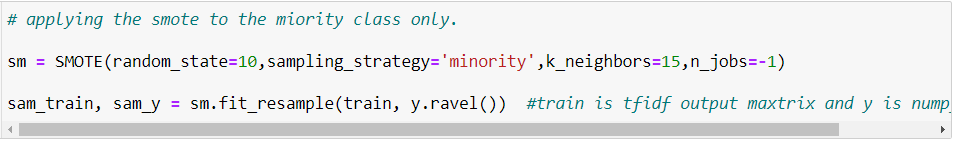 # applying the smote to the miority class only.
sm = SMOTE(random_state=10,sampling_strategy='minority',k_neighbors=15,n_jobs=-1)
sam_train, sam_y = sm.fit_resample(train, y.ravel())  #train is tfidf output maxtrix and y is nump